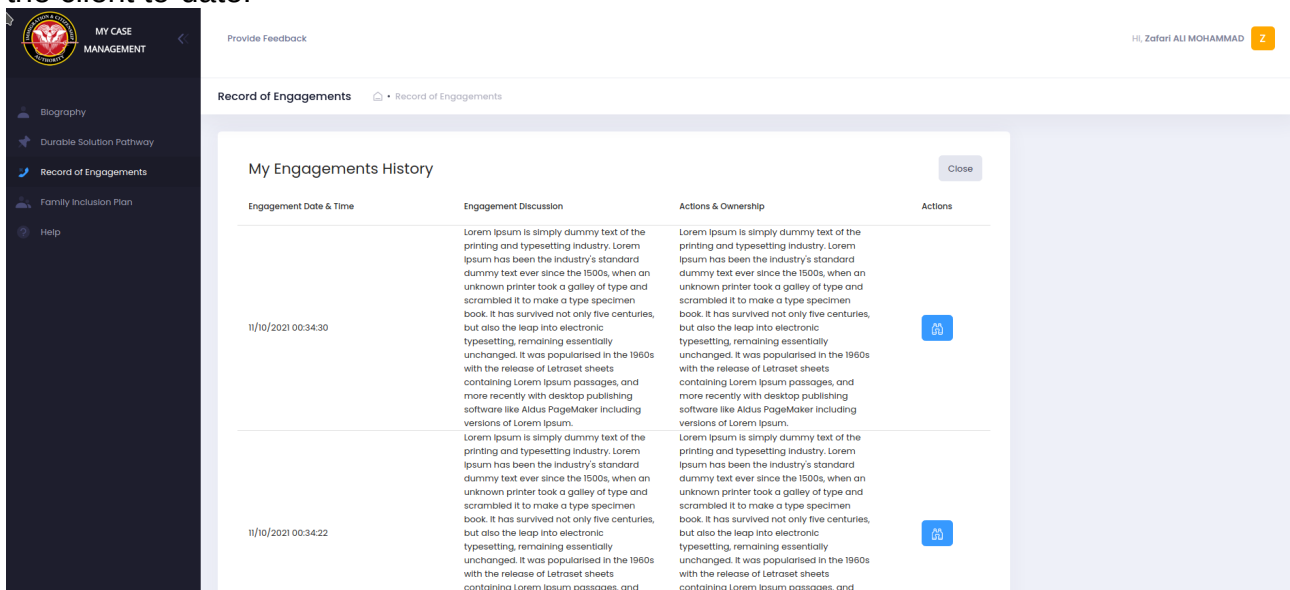 the client to date.
MY CASE
MANAGEMENT
Provide Feedback
Hi, Zafari ALI MOHAMMAD
Z
Record of Engagements
• Record of Engagements
Biography
Durable Solution Pathway
Record of Engagements
Family Inclusion Plan
Help
My Engagements History
Close
Engagement Date & Time
Engagement Discussion
Actions & Ownership
Actions
11/10/2021 00:34:30
Lorem Ipsum is simply dummy text of the
printing and typesetting industry. Lorem
Ipsum has been the industry's standard
dummy text ever since the 1500s, when an
unknown printer took a galley of type and
scrambled it to make a type specimen
book. It has survived not only five centuries,
but also the leap into electronic
typesetting, remaining essentially
unchanged. It was popularised in the 1960s
with the release of Letraset sheets
containing Lorem Ipsum passages, and
more recently with desktop publishing
software like Aldus PageMaker including
versions of Lorem Ipsum.
Lorem Ipsum is simply dummy text of the
printing and typesetting industry. Lorem
Ipsum has been the industry's standard
dummy text ever since the 1500s, when an
unknown printer took a galley of type and
scrambled it to make a type specimen
book. It has survived not only five centuries,
but also the leap into electronic
typesetting, remaining essentially
unchanged. It was popularised in the 1960s
with the release of Letraset sheets
containing Lorem Ipsum passages, and
more recently with desktop publishing
software like Aldus PageMaker including
versions of Lorem Ipsum.
11/10/2021 00:34:22
Lorem Ipsum is simply dummy text of the
printing and typesetting industry. Lorem
Ipsum has been the industry's standard
dummy text ever since the 1500s, when an
unknown printer took a galley of type and
scrambled it to make a type specimen
book. It has survived not only five centuries,
but also the leap into electronic
typesetting, remaining essentially
unchanged. It was popularised in the 1960s
with the release of Letraset sheets
containing Lorem Ipsum passages, and
Lorem Ipsum is simply dummy text of the
printing and typesetting industry. Lorem
Ipsum has been the industry's standard
dummy text ever since the 1500s, when an
unknown printer took a galley of type and
scrambled it to make a type specimen
book. It has survived not only five centuries,
but also the leap into electronic
typesetting, remaining essentially
unchanged. It was popularised in the 1960s
with the release of Letraset sheets
containing Lorem Ipsum passages, and